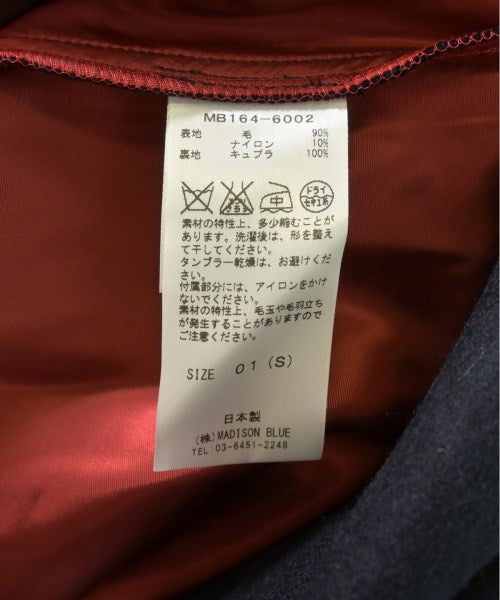 MB164-6002
表地 毛 90%
ナイロン 10%
裏地 キュプラ 100%
中 ドライ セキユ系
素材の特性上、多少縮むことが
あります。洗濯後は、形を整え
て干してください。
タンブラー乾燥は、お避けくだ
さい。
付属部分には、アイロンをかけ
ないでください。
素材の特性上、毛玉や毛羽立ち
が発生することがありますので
ご注意ください。
SIZE 01 (S)
日本製
(株) MADISON BLUE
TEL:03-6451-2248